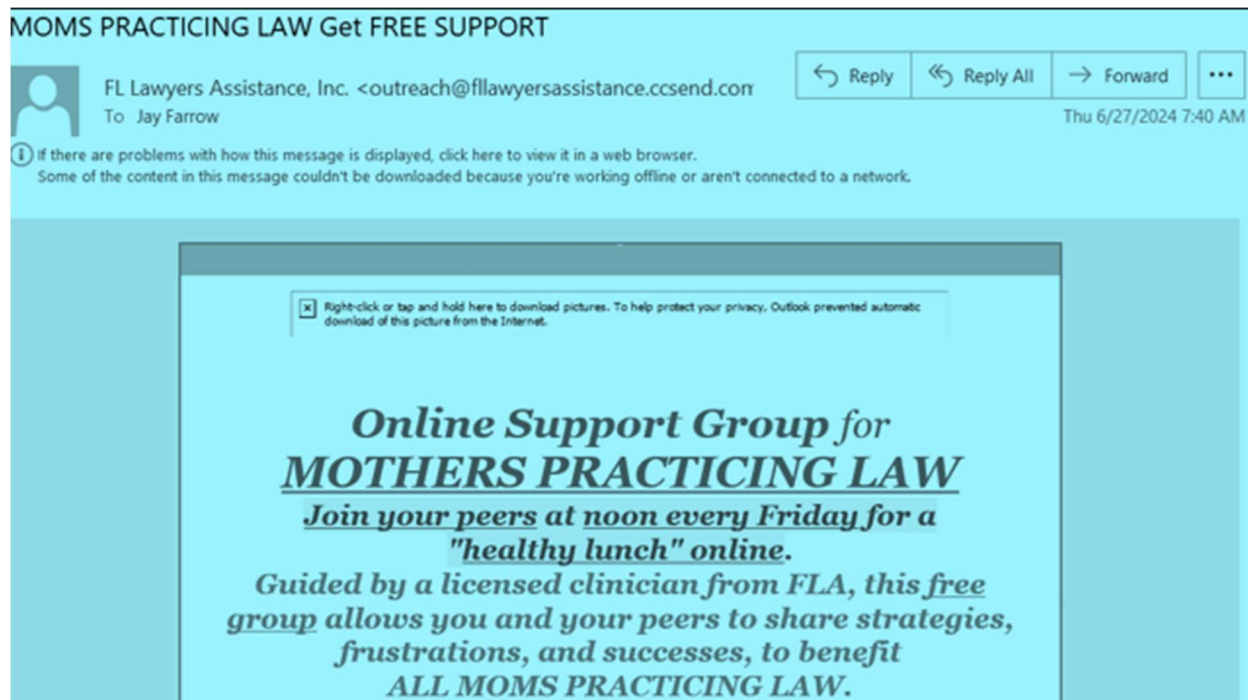 MOMS PRACTICING LAW Get FREE SUPPORT
FL Lawyers Assistance, Inc. <outreach@fllawyersassistance.ccsend.com
Reply
Reply All
Forward
To Jay Farrow
Thu 6/27/2024 7:40 AM
If there are problems with how this message is displayed, click here to view it in a web browser.
Some of the content in this message couldn't be downloaded because you're working offline or aren't connected to a network.
Right-click or tap and hold here to download pictures. To help protect your privacy, Outlook prevented automatic
download of this picture from the Internet.
Online Support Group for
MOTHERS PRACTICING LAW
Join your peers at noon every Friday for a
"healthy lunch" online.
Guided by a licensed clinician from FLA, this free
group allows you and your peers to share strategies,
frustrations, and successes, to benefit
ALL MOMS PRACTICING LAW.